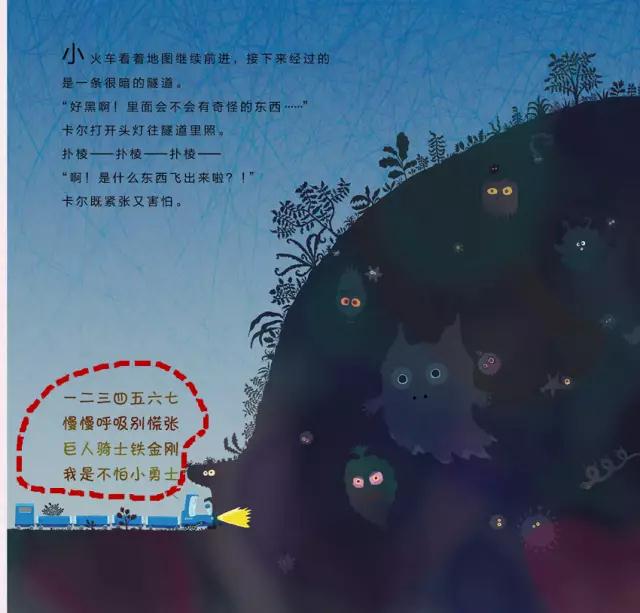 小火车看着地图继续前进，接下来经过的
是一条很暗的隧道。
“好黑啊！里面会不会有奇怪的东西……”
卡尔打开头灯往隧道里照。
扑棱——扑棱——扑棱——
“啊！是什么东西飞出来啦？！”
卡尔既紧张又害怕。
一二三四五六七
慢慢呼吸别慌张
巨人骑士铁金刚
我是不怕小勇士